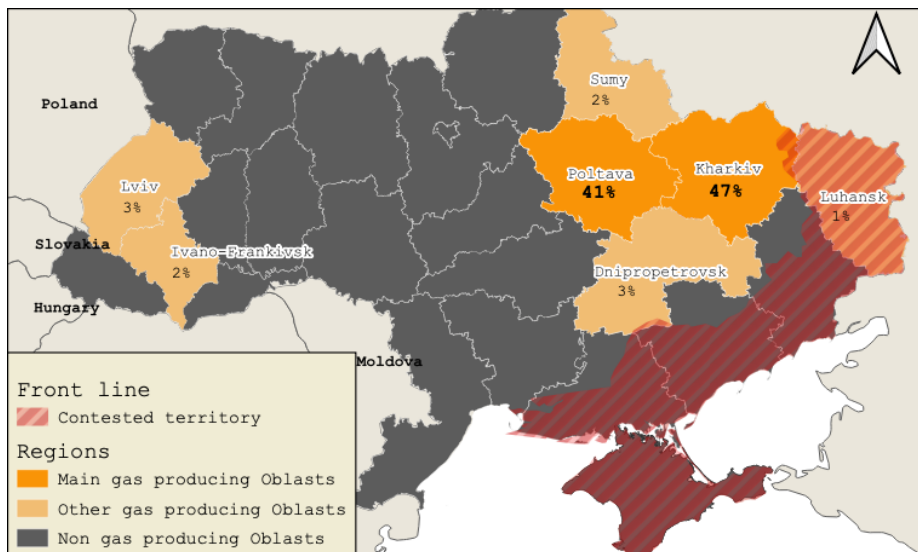 Sumy
2%
Poland
Poltava
41%
Kharkiv
47%
Lviv
3%
Luhansk
1%
Slovakia
Ivano-Frankivsk
2%
Dnipropetrovsk
3%
Hungary
Moldova
Front line
Contested territory
Regions
Main gas producing Oblasts
Other gas producing Oblasts
Non gas producing Oblasts